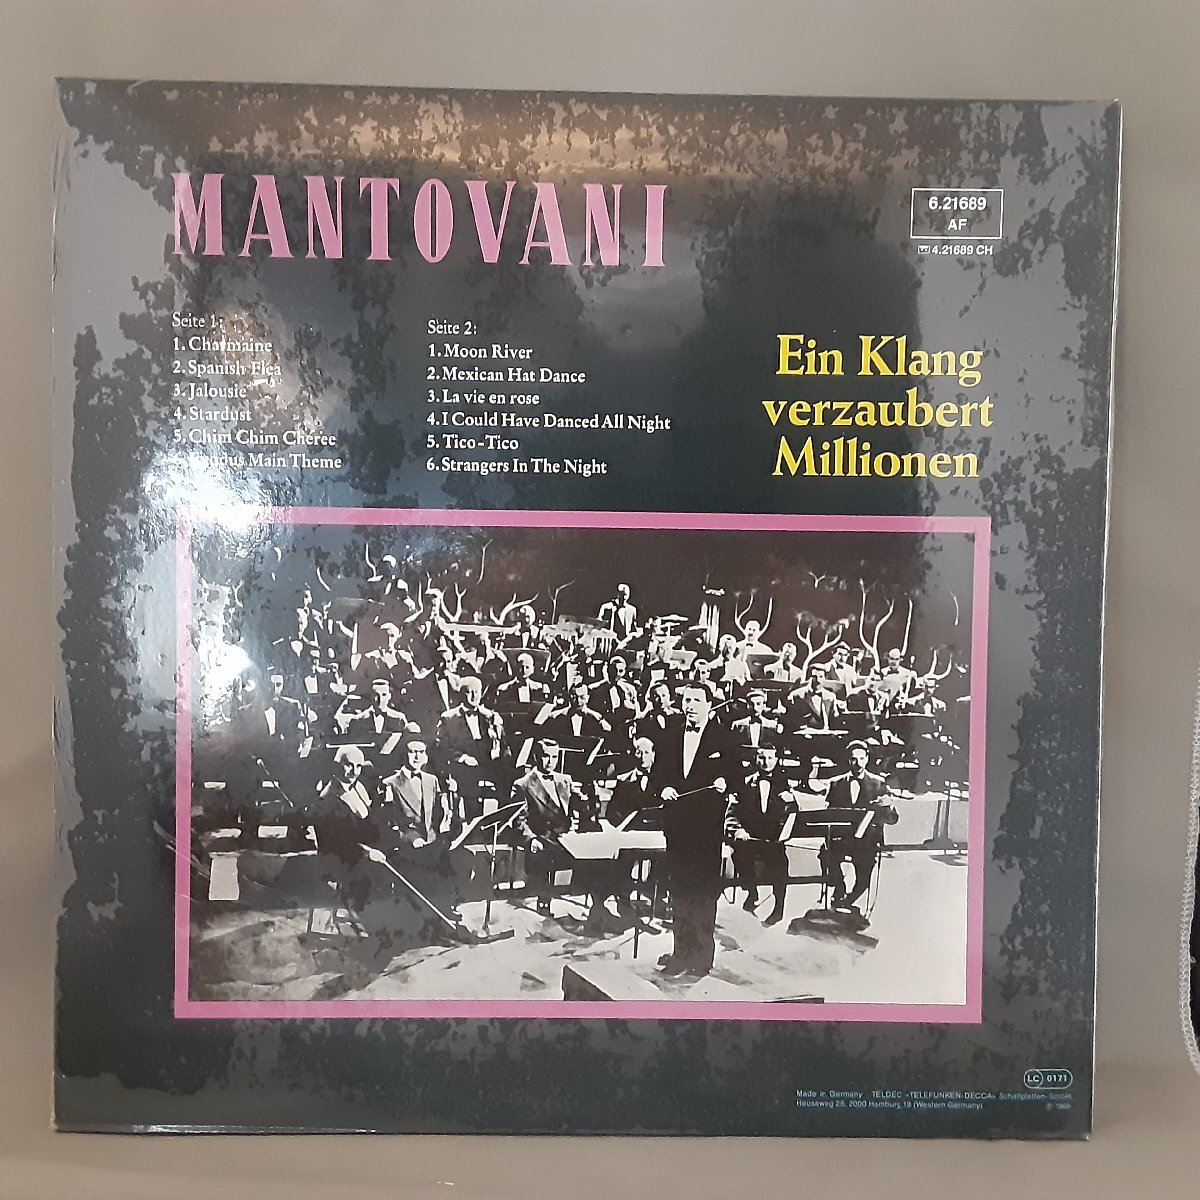 MANTOVANI
6.21689
AF
4.21689 CH
Seite 1:
1. Charmaine
2. Spanish Flea
3. Jalousie
4. Stardust
5. Chim Chim Cheree
6. Exodus Main Theme
Seite 2:
1. Moon River
2. Mexican Hat Dance
3. La vie en rose
4. I Could Have Danced All Night
5. Tico-Tico
6. Strangers In The Night
Ein Klang
verzaubert
Millionen
LC 0171
Made in Germany TELDEC »TELEFUNKEN-DECCA« Schallplatten-GmbH
Heussweg 25, 2000 Hamburg 19 (Western Germany) ℗